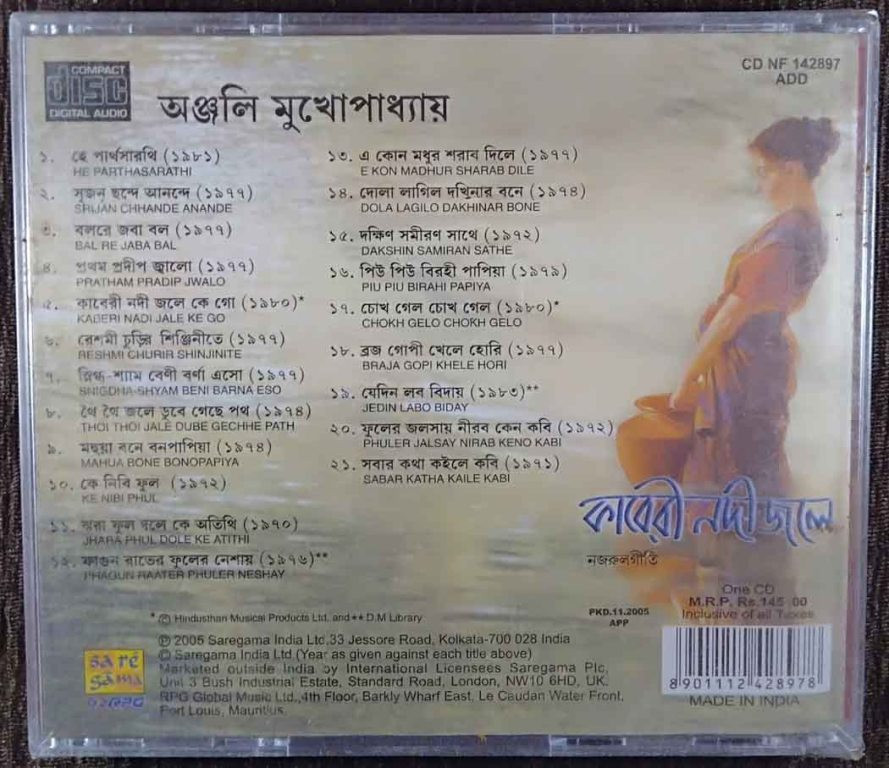 COMPACT
disc
DIGITAL AUDIO
CD NF 142897
ADD
অঞ্জলি মুখোপাধ্যায়
১. হে পার্থসারথি (১৯৮১)
HE PARTHASARATHI
২. সৃজন ছন্দে আনন্দে (১৯৭৭)
SRIJAN CHHANDE ANANDE
৩. বলরে জবা বল (১৯৭৭)
BAL RE JABA BAL
৪. প্রথম প্রদীপ জ্বালো (১৯৭৭)
PRATHAM PRADIP JWALO
৫. কাবেরী নদী জলে কে গো (১৯৮০)*
KABERI NADI JALE KE GO
৬. রেশমী চুড়ির শিঞ্জিনীতে (১৯৭৭)
RESHMI CHURIR SHINJINITE
৭. স্নিগ্ধ-শ্যাম বেণী বর্ণা এসো (১৯৭৭)
SNIGDHA-SHYAM BENI BARNA ESO
৮. থৈ থৈ জলে ডুবে গেছে পথ (১৯৭৪)
THOI THOI JALE DUBE GECHHE PATH
৯. মহুয়া বনে বনপাপিয়া (১৯৭৪)
MAHUA BONE BONOPAPIYA
১০. কে নিবি ফুল (১৯৭২)
KE NIBI PHUL
১১. ঝরা ফুল দলে কে অতিথি (১৯৭০)
JHARA PHUL DOLE KE ATITHI
১২. ফাগুন রাতের ফুলের নেশায় (১৯৭৬)**
PHAGUN RAATER PHULER NESHAY
১৩. এ কোন মধুর শরাব দিলে (১৯৭৭)
E KON MADHUR SHARAB DILE
১৪. দোলা লাগিল দখিনার বনে (১৯৭৪)
DOLA LAGILO DAKHINAR BONE
১৫. দক্ষিণ সমীরণ সাথে (১৯৭২)
DAKSHIN SAMIRAN SATHE
১৬. পিউ পিউ বিরহী পাপিয়া (১৯৭৯)
PIU PIU BIRAHI PAPIYA
১৭. চোখ গেল চোখ গেল (১৯৮০)*
CHOKH GELO CHOKH GELO
১৮. ব্রজ গোপী খেলে হোরি (১৯৭৭)
BRAJA GOPI KHELE HORI
১৯. যেদিন লব বিদায় (১৯৮৩)**
JEDIN LABO BIDAY
২০. ফুলের জলসায় নীরব কেন কবি (১৯৭২)
PHULER JALSAY NIRAB KENO KABI
২১. সবার কথা কইলে কবি (১৯৭১)
SABAR KATHA KAILE KABI
কাবেরী নদী জলে
নজরুলগীতি
One CD
M.R.P. Rs.145.00
Inclusive of all Taxes
* ℗ Hindusthan Musical Products Ltd. and ** D.M Library
PKD.11.2005
APP
℗ 2005 Saregama India Ltd,33 Jessore Road, Kolkata-700 028 India
© Saregama India Ltd (Year as given against each title above)
Marketed outside India by International Licensees Saregama Plc,
Unit 3 Bush Industrial Estate, Standard Road, London, NW10 6HD, UK.
RPG Global Music Ltd.,4th Floor, Barkly Wharf East, Le Caudan Water Front,
Port Louis, Mauritius.
sa re
ga ma
RPG
8901112428978
MADE IN INDIA